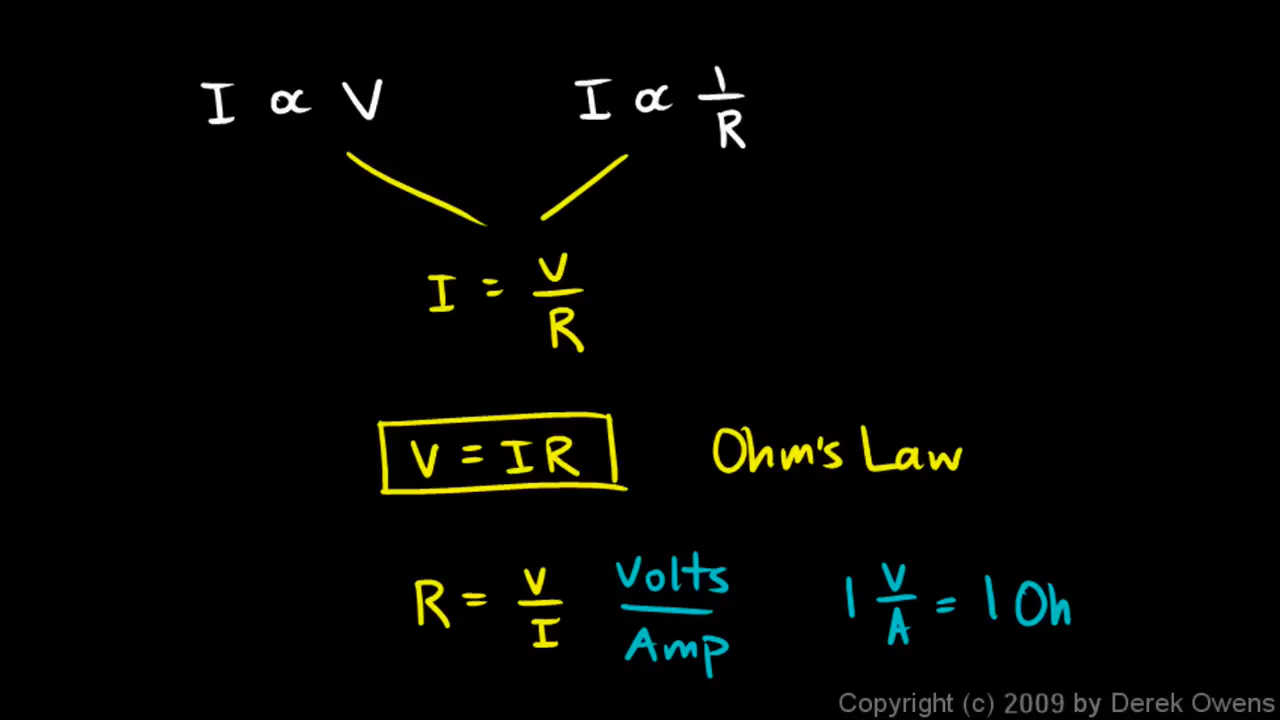 I ∝ V    I ∝ 1/R
I = V/R
V = IR    Ohm's Law
R = V/I  Volts/Amp    1 V/A = 1 Oh
Copyright (c) 2009 by Derek Owens